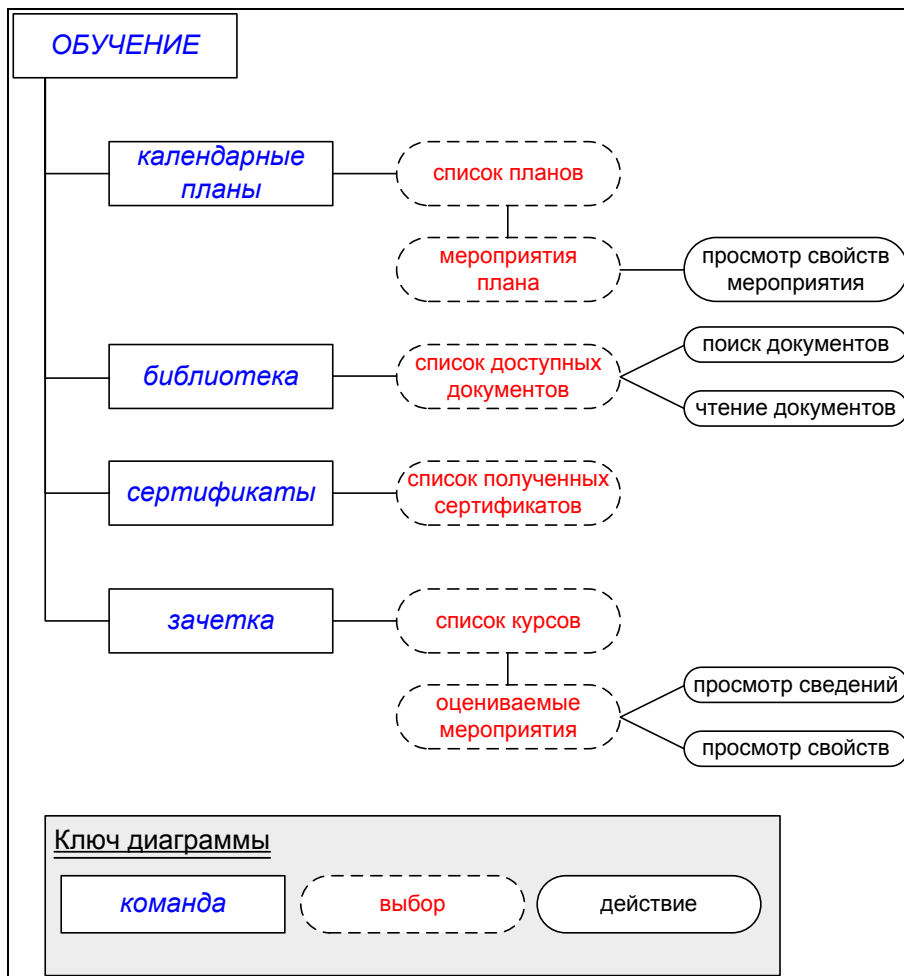 ОБУЧЕНИЕ
календарные
планы
список планов
мероприятия
плана
просмотр свойств
мероприятия
библиотека
список доступных
документов
поиск документов
чтение документов
сертификаты
список полученных
сертификатов
зачетка
список курсов
оцениваемые
мероприятия
просмотр сведений
просмотр свойств
Ключ диаграммы
команда
выбор
действие